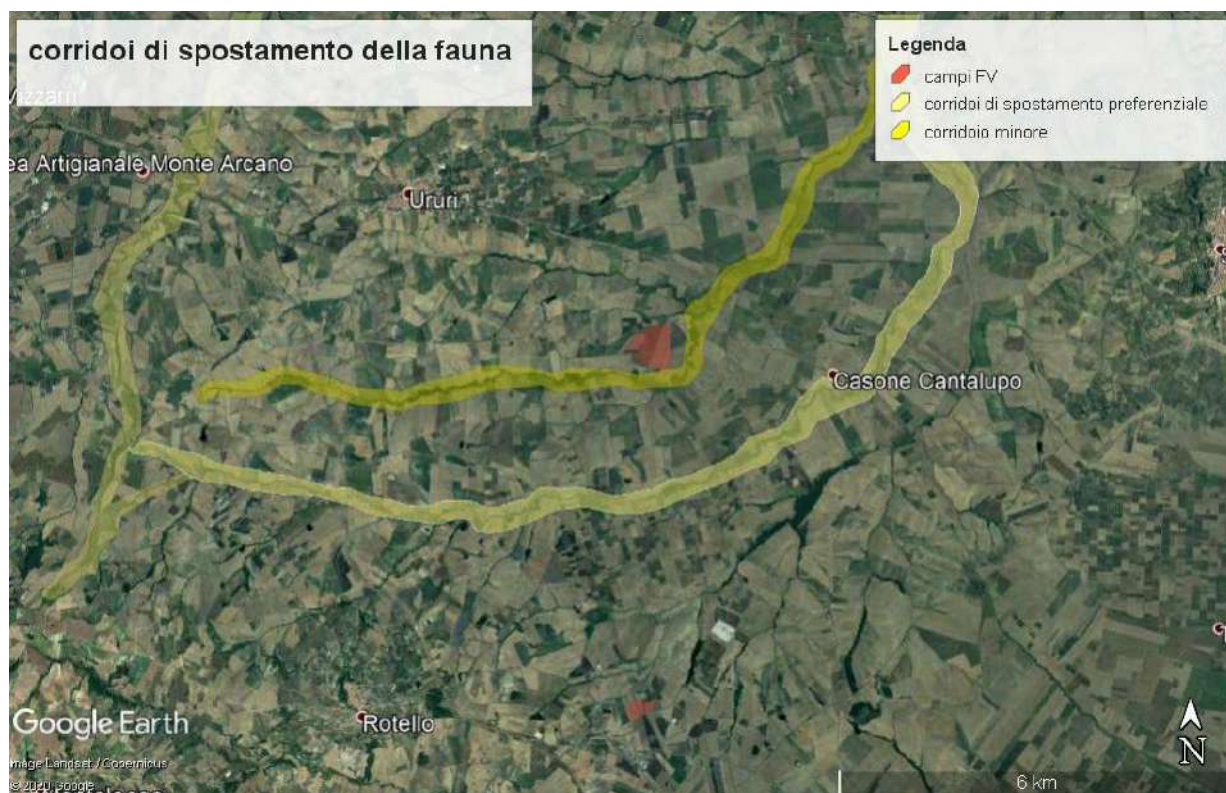 corridoi di spostamento della fauna
Legenda
campi FV
corridoi di spostamento preferenziale
corridoio minore
ea Artigianale Monte Arcano
Ururi
Casone Cantalupo
Rotello
Google Earth
Image Landsat / Copernicus
© 2020 Google
6 km
N